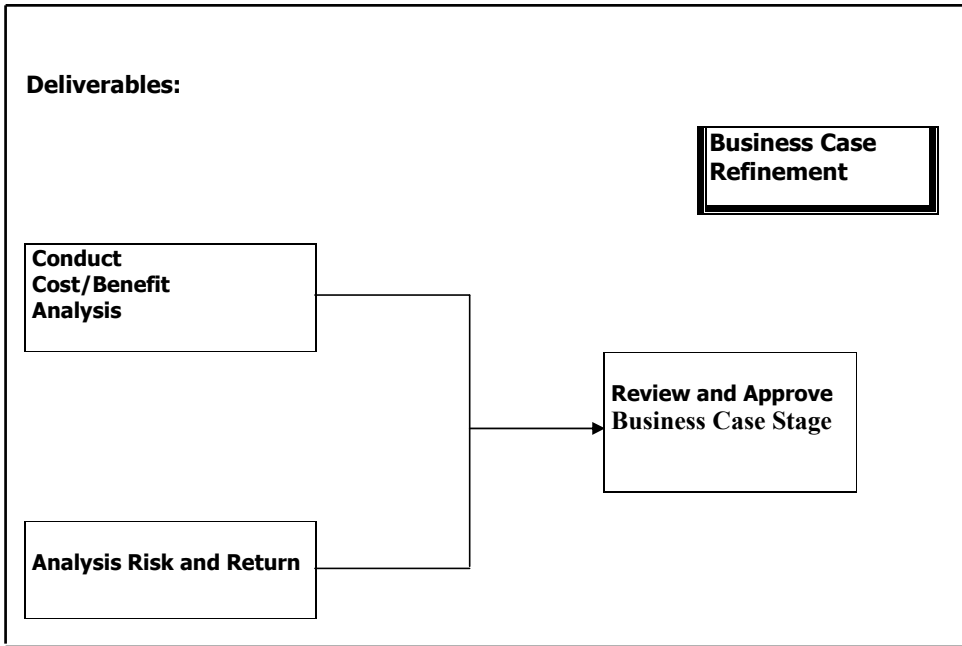 Deliverables:
Business Case
Refinement
Conduct
Cost/Benefit
Analysis
Review and Approve
Business Case Stage
Analysis Risk and Return